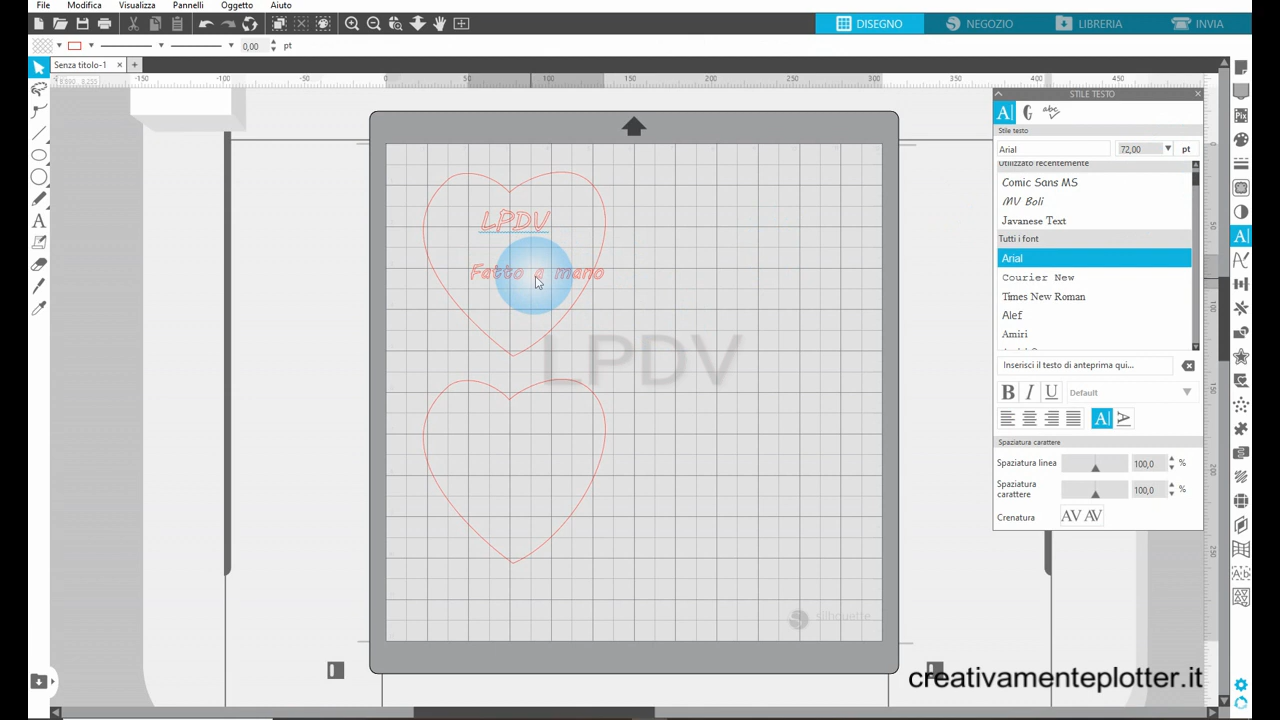 File Modifica Visualizza Pannelli Oggetto Aiuto
DISEGNO NEGOZIO LIBRERIA INVIA
0,00 pt
Senza titolo-1
-150 -100 -50 0 50 100 150 200 250 300 350 400 450
STILE TESTO
Stile testo
Arial 72,00 pt
Utilizzato recentemente
Comic Sans MS
MV Boli
Javanese Text
Tutti i font
Arial
Courier New
Times New Roman
Alef
Amiri
Inserisci il testo di anteprima qui...
B I U Default
Spaziatura carattere
Spaziatura linea 100,0 %
Spaziatura carattere 100,0 %
Crenatura AV AV
LPDV
Fatto a mano
LPDV
silhouette
creativamenteplotter.it